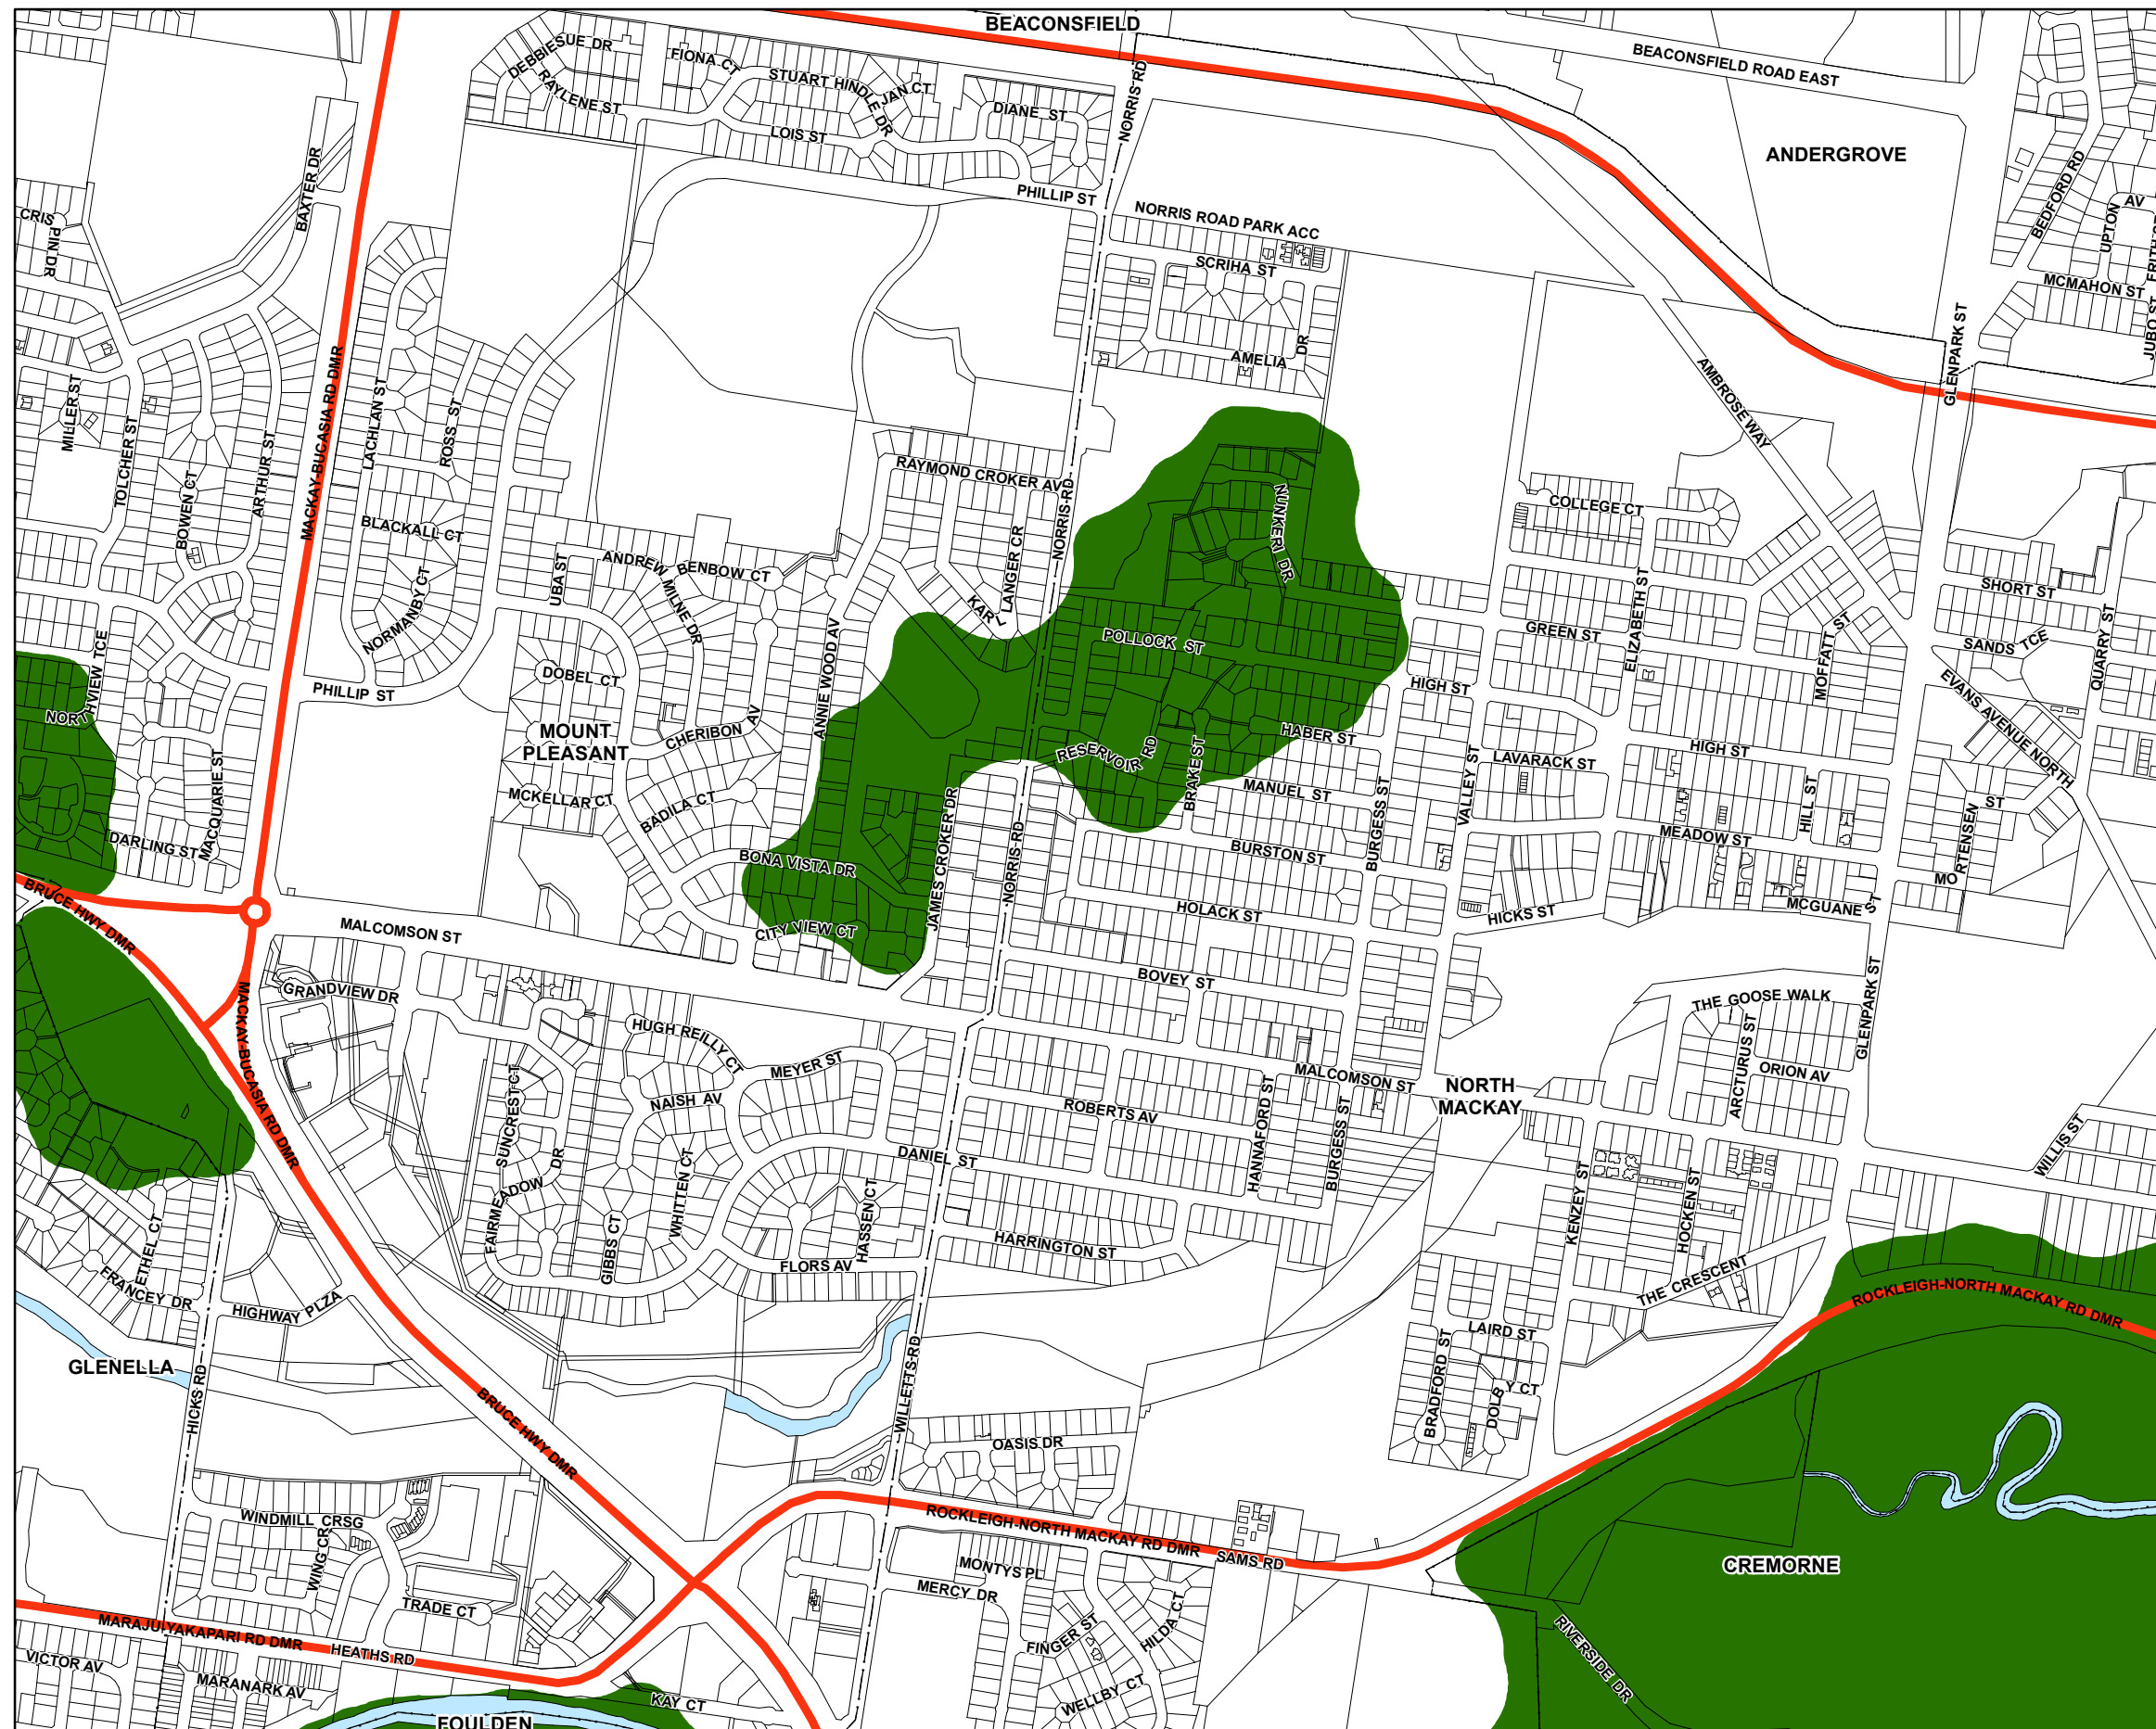 BEACONSFIELD
BEACONSFIELD ROAD EAST
DEBBIE
SUE DR
FIONA CT
STUART HINDLE DR
JAN CT
RAYLENE ST
LOIS ST
DIANE ST
NORRIS RD
ANDERGROVE
BAXTER DR
BEDFORD RD
UPTON
AV
PHILLIP ST
NORRIS ROAD PARK ACC
CRIS
PIN DR
SCRIHA ST
MCMAHON ST
JUBO ST
GLENPARK ST
AMELIA
DR
AMBROSE WAY
MACKAY-BUCASIA RD DMR
MILLER ST
TOLCHER ST
BOWEN CT
ARTHUR ST
LACHLAN ST
ROSS ST
RAYMOND CROKER AV
NORRIS RD
NUNKERI DR
COLLEGE CT
BLACKALL CT
UBA ST
ANDREW MILNE DR
BENBOW CT
NORMANBY CT
LANGER CR
KARL
SHORT ST
QUARRY ST
POLLOCK ST
GREEN ST
ELIZABETH ST
MOFFATT ST
SANDS TCE
NORTHVIEW TCE
PHILLIP ST
DOBEL CT
ANNIE WOOD AV
HIGH ST
EVANS AVENUE NORTH
MOUNT
PLEASANT
CHERIBON AV
RESERVOIR RD
HABER ST
HIGH ST
LAVARACK ST
VALLEY ST
MACQUARIE ST
MCKELLAR CT
BADILA CT
JAMES CROKER DR
BRAKE ST
MANUEL ST
BURGESS ST
HILL ST
MORTENSEN
ST
DARLING ST
BONA VISTA DR
NORRIS RD
BURSTON ST
MEADOW ST
BRUCE HWY DMR
CITY VIEW CT
HOLACK ST
HICKS ST
MCGUANE ST
MALCOMSON ST
BOVEY ST
GLENPARK ST
GRANDVIEW DR
THE GOOSE WALK
MACKAY-BUCASIA RD DMR
HUGH REILLY CT
MEYER ST
MALCOMSON ST
NORTH
MACKAY
ARCTURUS ST
ORION AV
SUNCREST CT
NAISH AV
ROBERTS AV
HANNAFORD ST
BURGESS ST
WILLIS ST
DANIEL ST
FAIRMEADOW DR
WHITTEN CT
HASSEN CT
KENZEY ST
HOCKEN ST
ETHEL CT
GIBBS CT
FLORS AV
HARRINGTON ST
THE CRESCENT
ROCKLEIGH-NORTH MACKAY RD DMR
FRANCEY DR
HIGHWAY PLZA
LAIRD ST
GLENELLA
HICKS RD
WILLETTS RD
BRADFORD ST
DOLBY CT
BRUCE HWY DMR
OASIS DR
WINDMILL CRSG
WING CR
ROCKLEIGH-NORTH MACKAY RD DMR
SAMS RD
CREMORNE
MONTYS PL
MERCY DR
TRADE CT
MARAJU YAKAPARI RD DMR
HEATHS RD
FINGER ST
HILDA CT
RIVERSIDE DR
VICTOR AV
MARANARK AV
KAY CT
WELLBY CT
FOULDEN